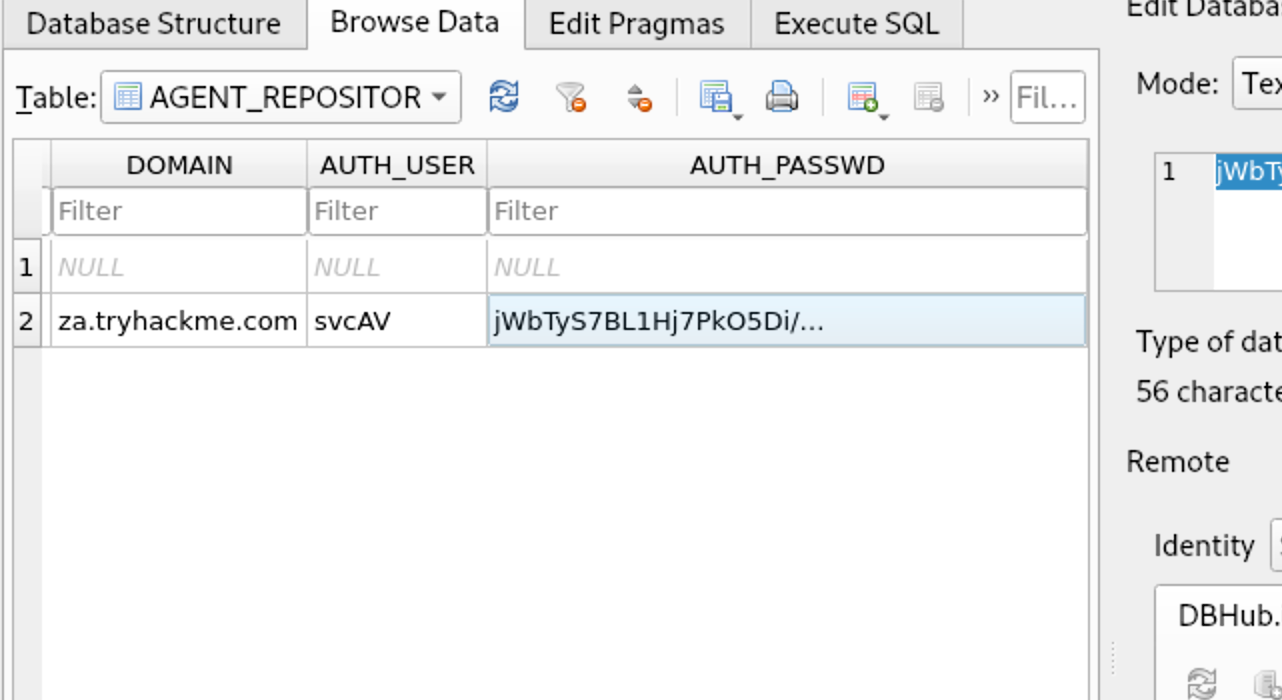 Database Structure Browse Data Edit Pragmas Execute SQL
Table: AGENT_REPOSITOR » Fil...
DOMAIN AUTH_USER AUTH_PASSWD
Filter Filter Filter
1 NULL NULL NULL
2 za.tryhackme.com svcAV jWbTyS7BL1Hj7PkO5Di/...
Edit Databas
Mode: Tex
1 jWbTy
Type of dat
56 characte
Remote
Identity
DBHub.